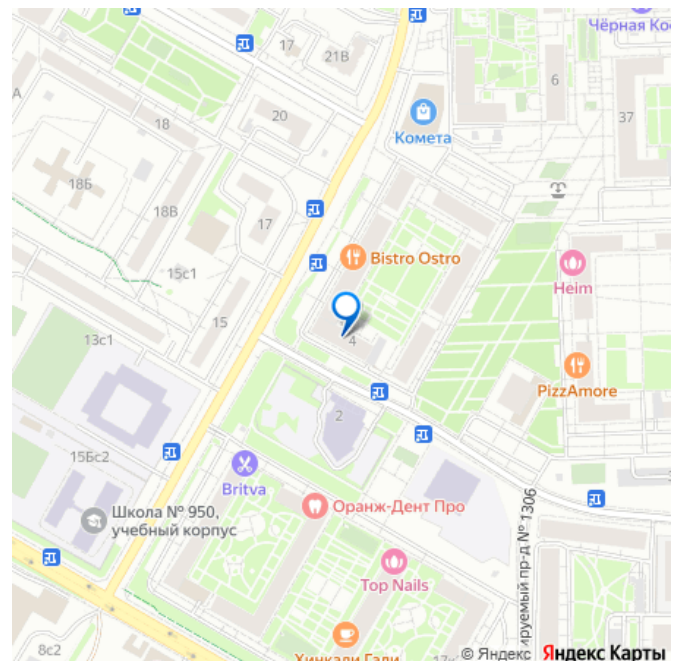 Чёрная Ко
17
21В
6
37
А
18
20
Комета
18Б
18В
17
Bistro Ostro
Heim
15с1
15
4
13с1
PizzAmore
2
15Бс2
Britva
Школа № 950,
учебный корпус
Оранж-Дент Про
пр-д № 1306
Top Nails
Хинкали Гали
8с2
© Яндекс Яндекс Карты